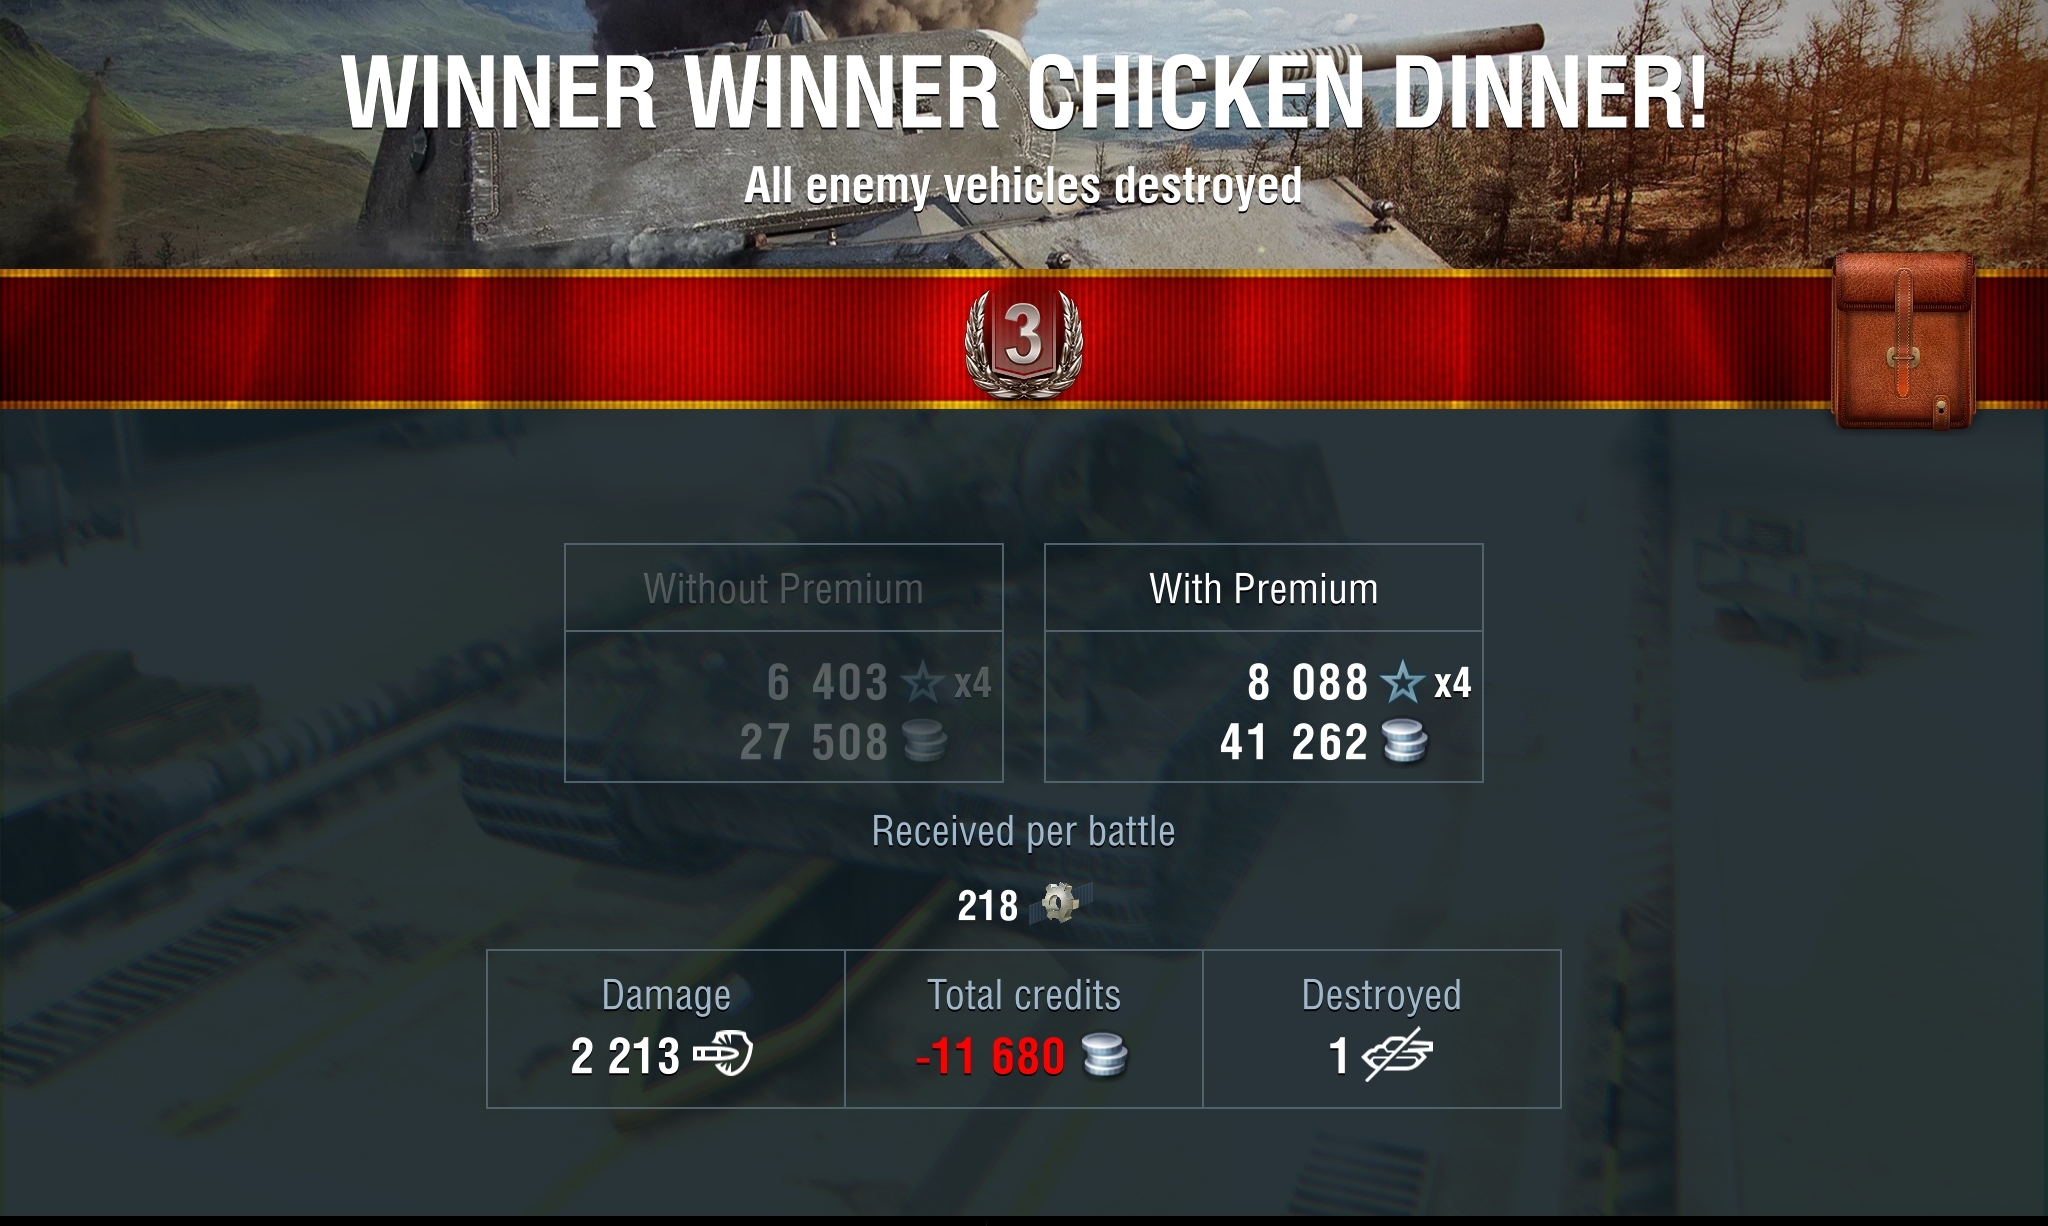 WINNER WINNER CHICKEN DINNER!
All enemy vehicles destroyed
3
Without Premium
6 403 x4
27 508
With Premium
8 088 x4
41 262
Received per battle
218
Damage
2 213
Total credits
-11 680
Destroyed
1